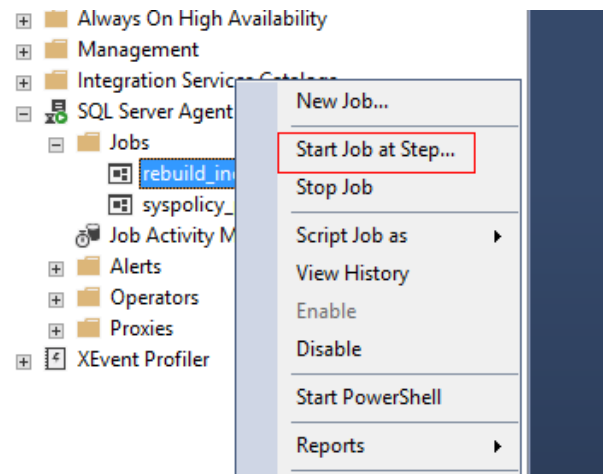 Always On High Availability
Management
Integration Services Catalogs
SQL Server Agent
Jobs
rebuild_in
syspolicy_
Job Activity M
Alerts
Operators
Proxies
XEvent Profiler
New Job...
Start Job at Step...
Stop Job
Script Job as
View History
Enable
Disable
Start PowerShell
Reports